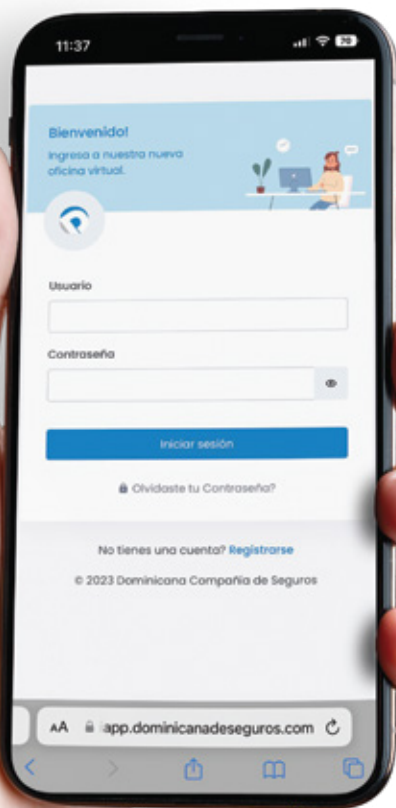 11:37
70
Bienvenido!
Ingresa a nuestra nueva
oficina virtual.
Usuario
Contraseña
Iniciar sesión
Olvidaste tu Contraseña?
No tienes una cuenta? Registrarse
© 2023 Dominicana Compañía de Seguros
AA app.dominicanadeseguros.com